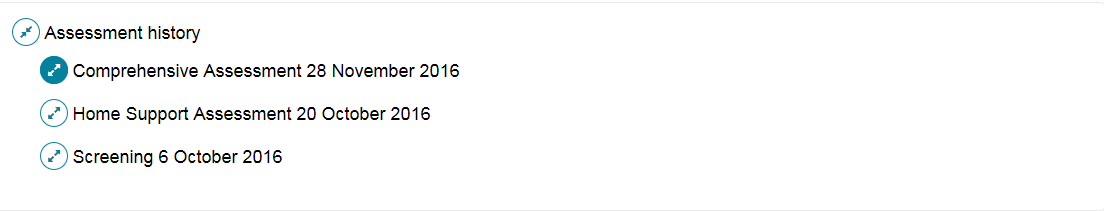 Assessment history
Comprehensive Assessment 28 November 2016
Home Support Assessment 20 October 2016
Screening 6 October 2016